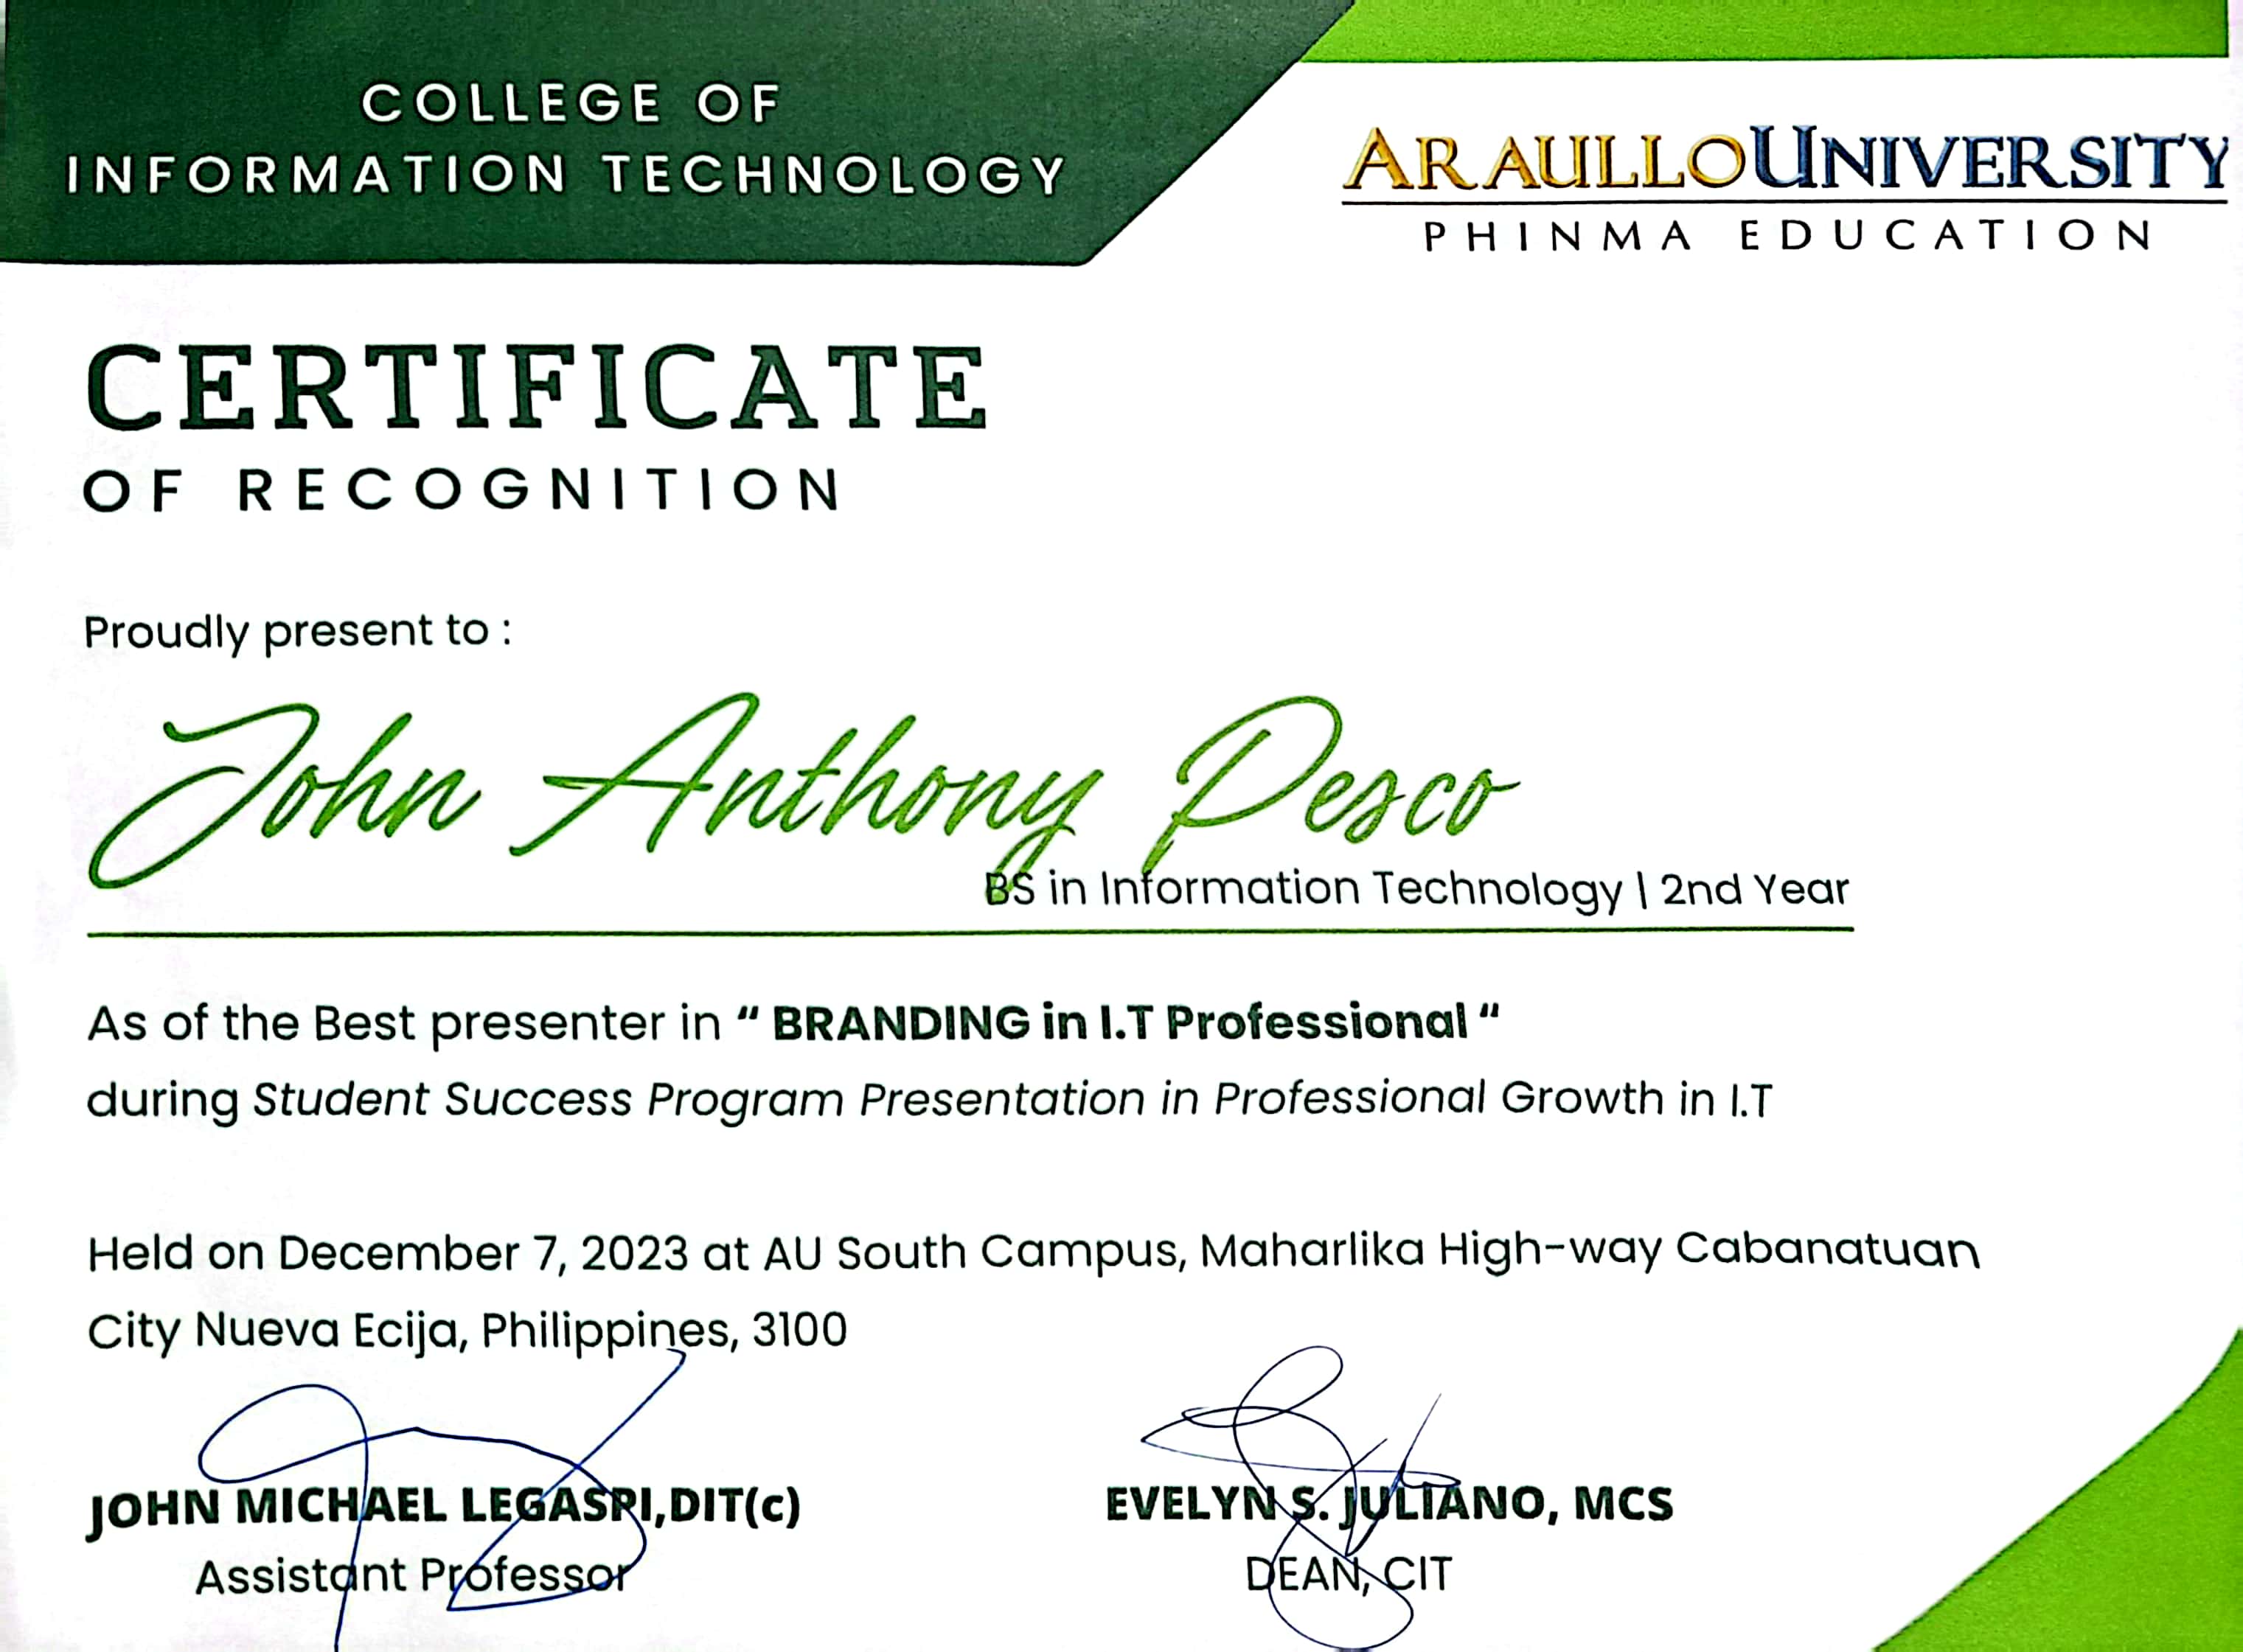 COLLEGE OF
INFORMATION TECHNOLOGY
ARAULLOUNIVERSITY
PHINMA EDUCATION
CERTIFICATE
OF RECOGNITION
Proudly present to :
John Anthony Pesco
BS in Information Technology | 2nd Year
As of the Best presenter in “ BRANDING in I.T Professional “
during Student Success Program Presentation in Professional Growth in I.T
Held on December 7, 2023 at AU South Campus, Maharlika High-way Cabanatuan
City Nueva Ecija, Philippines, 3100
JOHN MICHAEL LEGASPI,DIT(c)
Assistant Professor
EVELYN S. JULIANO, MCS
DEAN, CIT